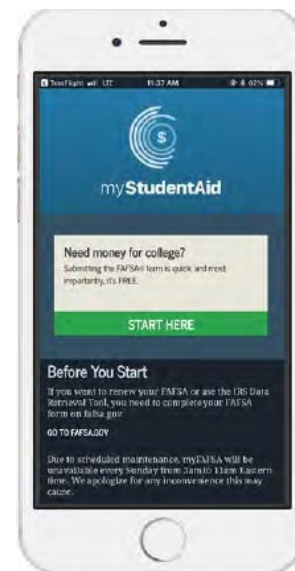 TestFlight LTE 11:37 AM 62%
$
myStudentAid
Need money for college?
Submitting the FAFSA® form is quick, and most
importantly, it's FREE.
START HERE
Before You Start
If you want to renew your FAFSA or use the IRS Data
Retrieval Tool, you need to complete your FAFSA
form on fafsa.gov
GO TO FAFSA.GOV
Due to scheduled maintenance, myFAFSA will be
unavailable every Sunday from 3am to 11am Eastern
time. We apologize for any inconvenience this may
cause.